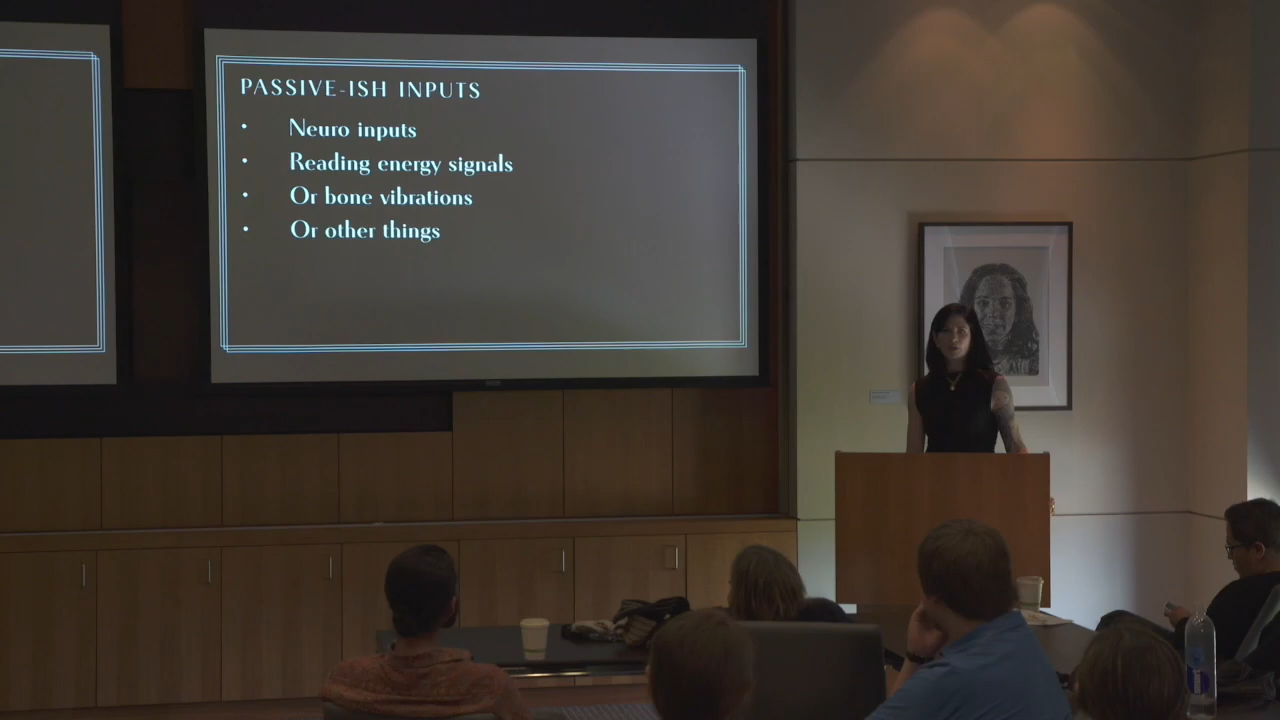 PASSIVE-ISH INPUTS
• Neuro inputs
• Reading energy signals
• Or bone vibrations
• Or other things